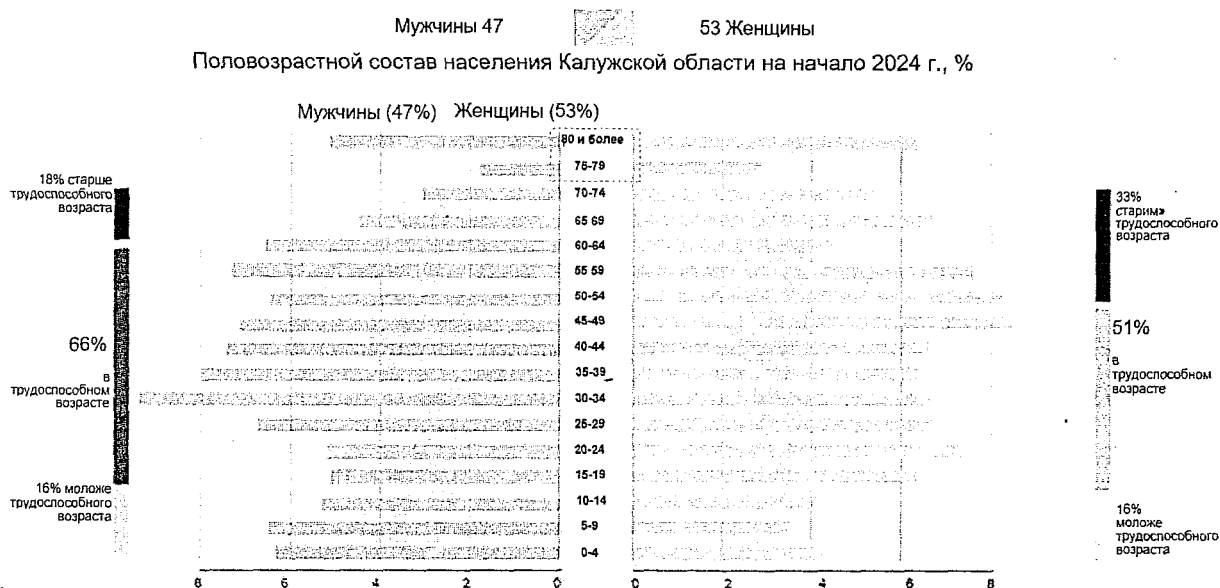 Мужчины 47
53 Женщины
Половозрастной состав населения Калужской области на начало 2024 г., %
Мужчины (47%) Женщины (53%)
80 и более
75-79
70-74
65 69
60-64
55 59
50-54
45-49
40-44
35-39
30-34
25-29
20-24
15-19
10-14
5-9
0-4
18% старше
трудоспособного
возраста
66%
в
трудоспособном
возрасте
16% моложе
трудоспособного
возраста
33%
старим»
трудоспособного
возраста
51%
в
трудоспособном
возрасте
16%
моложе
трудоспособного
возраста
8 6 4 2 0 0 2 4 6 8